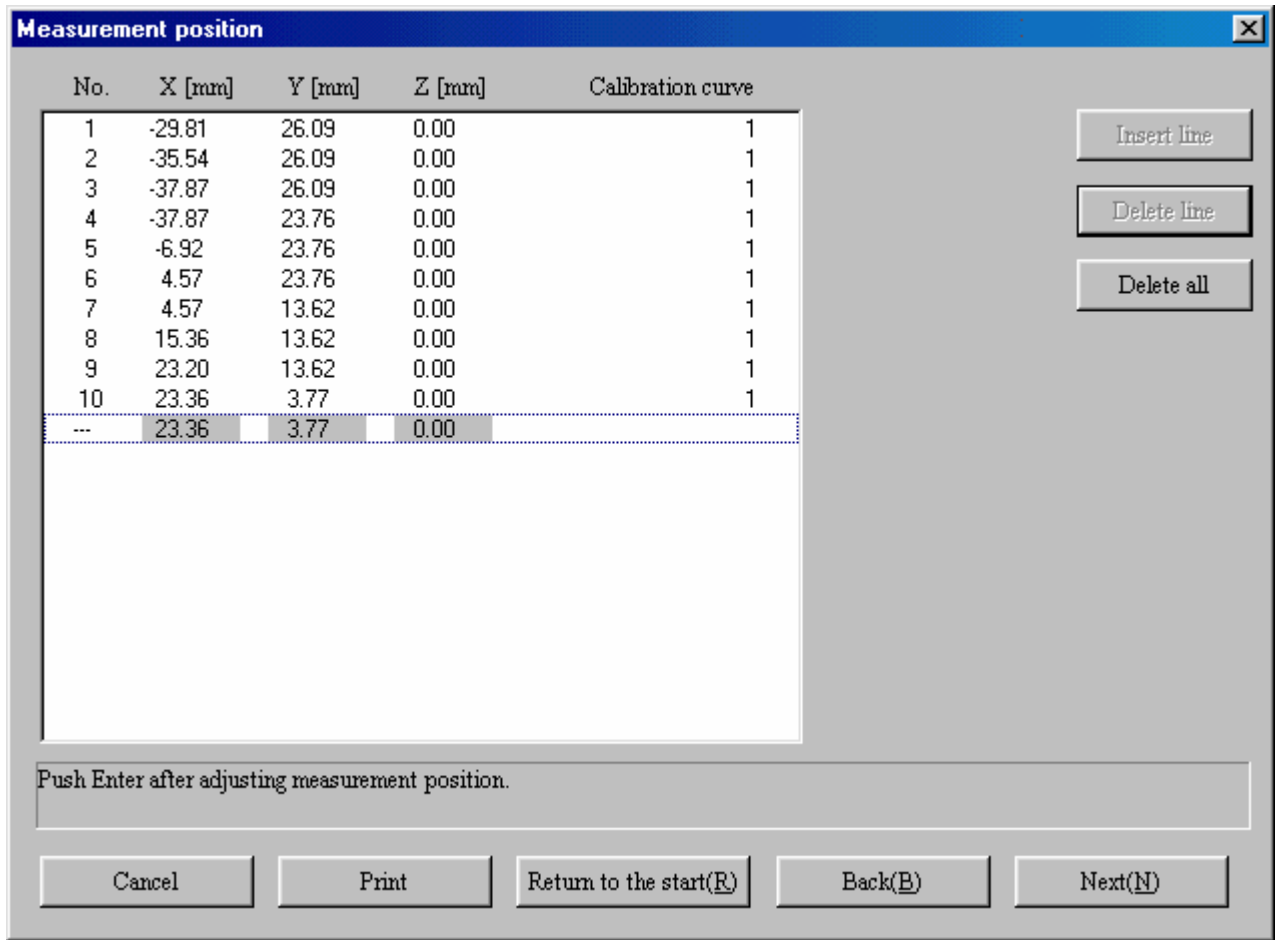 Measurement position
No. X [mm] Y [mm] Z [mm] Calibration curve
1 -29.81 26.09 0.00 1
2 -35.54 26.09 0.00 1
3 -37.87 26.09 0.00 1
4 -37.87 23.76 0.00 1
5 -6.92 23.76 0.00 1
6 4.57 23.76 0.00 1
7 4.57 13.62 0.00 1
8 15.36 13.62 0.00 1
9 23.20 13.62 0.00 1
10 23.36 3.77 0.00 1
--- 23.36 3.77 0.00
Insert line
Delete line
Delete all
Push Enter after adjusting measurement position.
Cancel Print Return to the start(R) Back(B) Next(N)